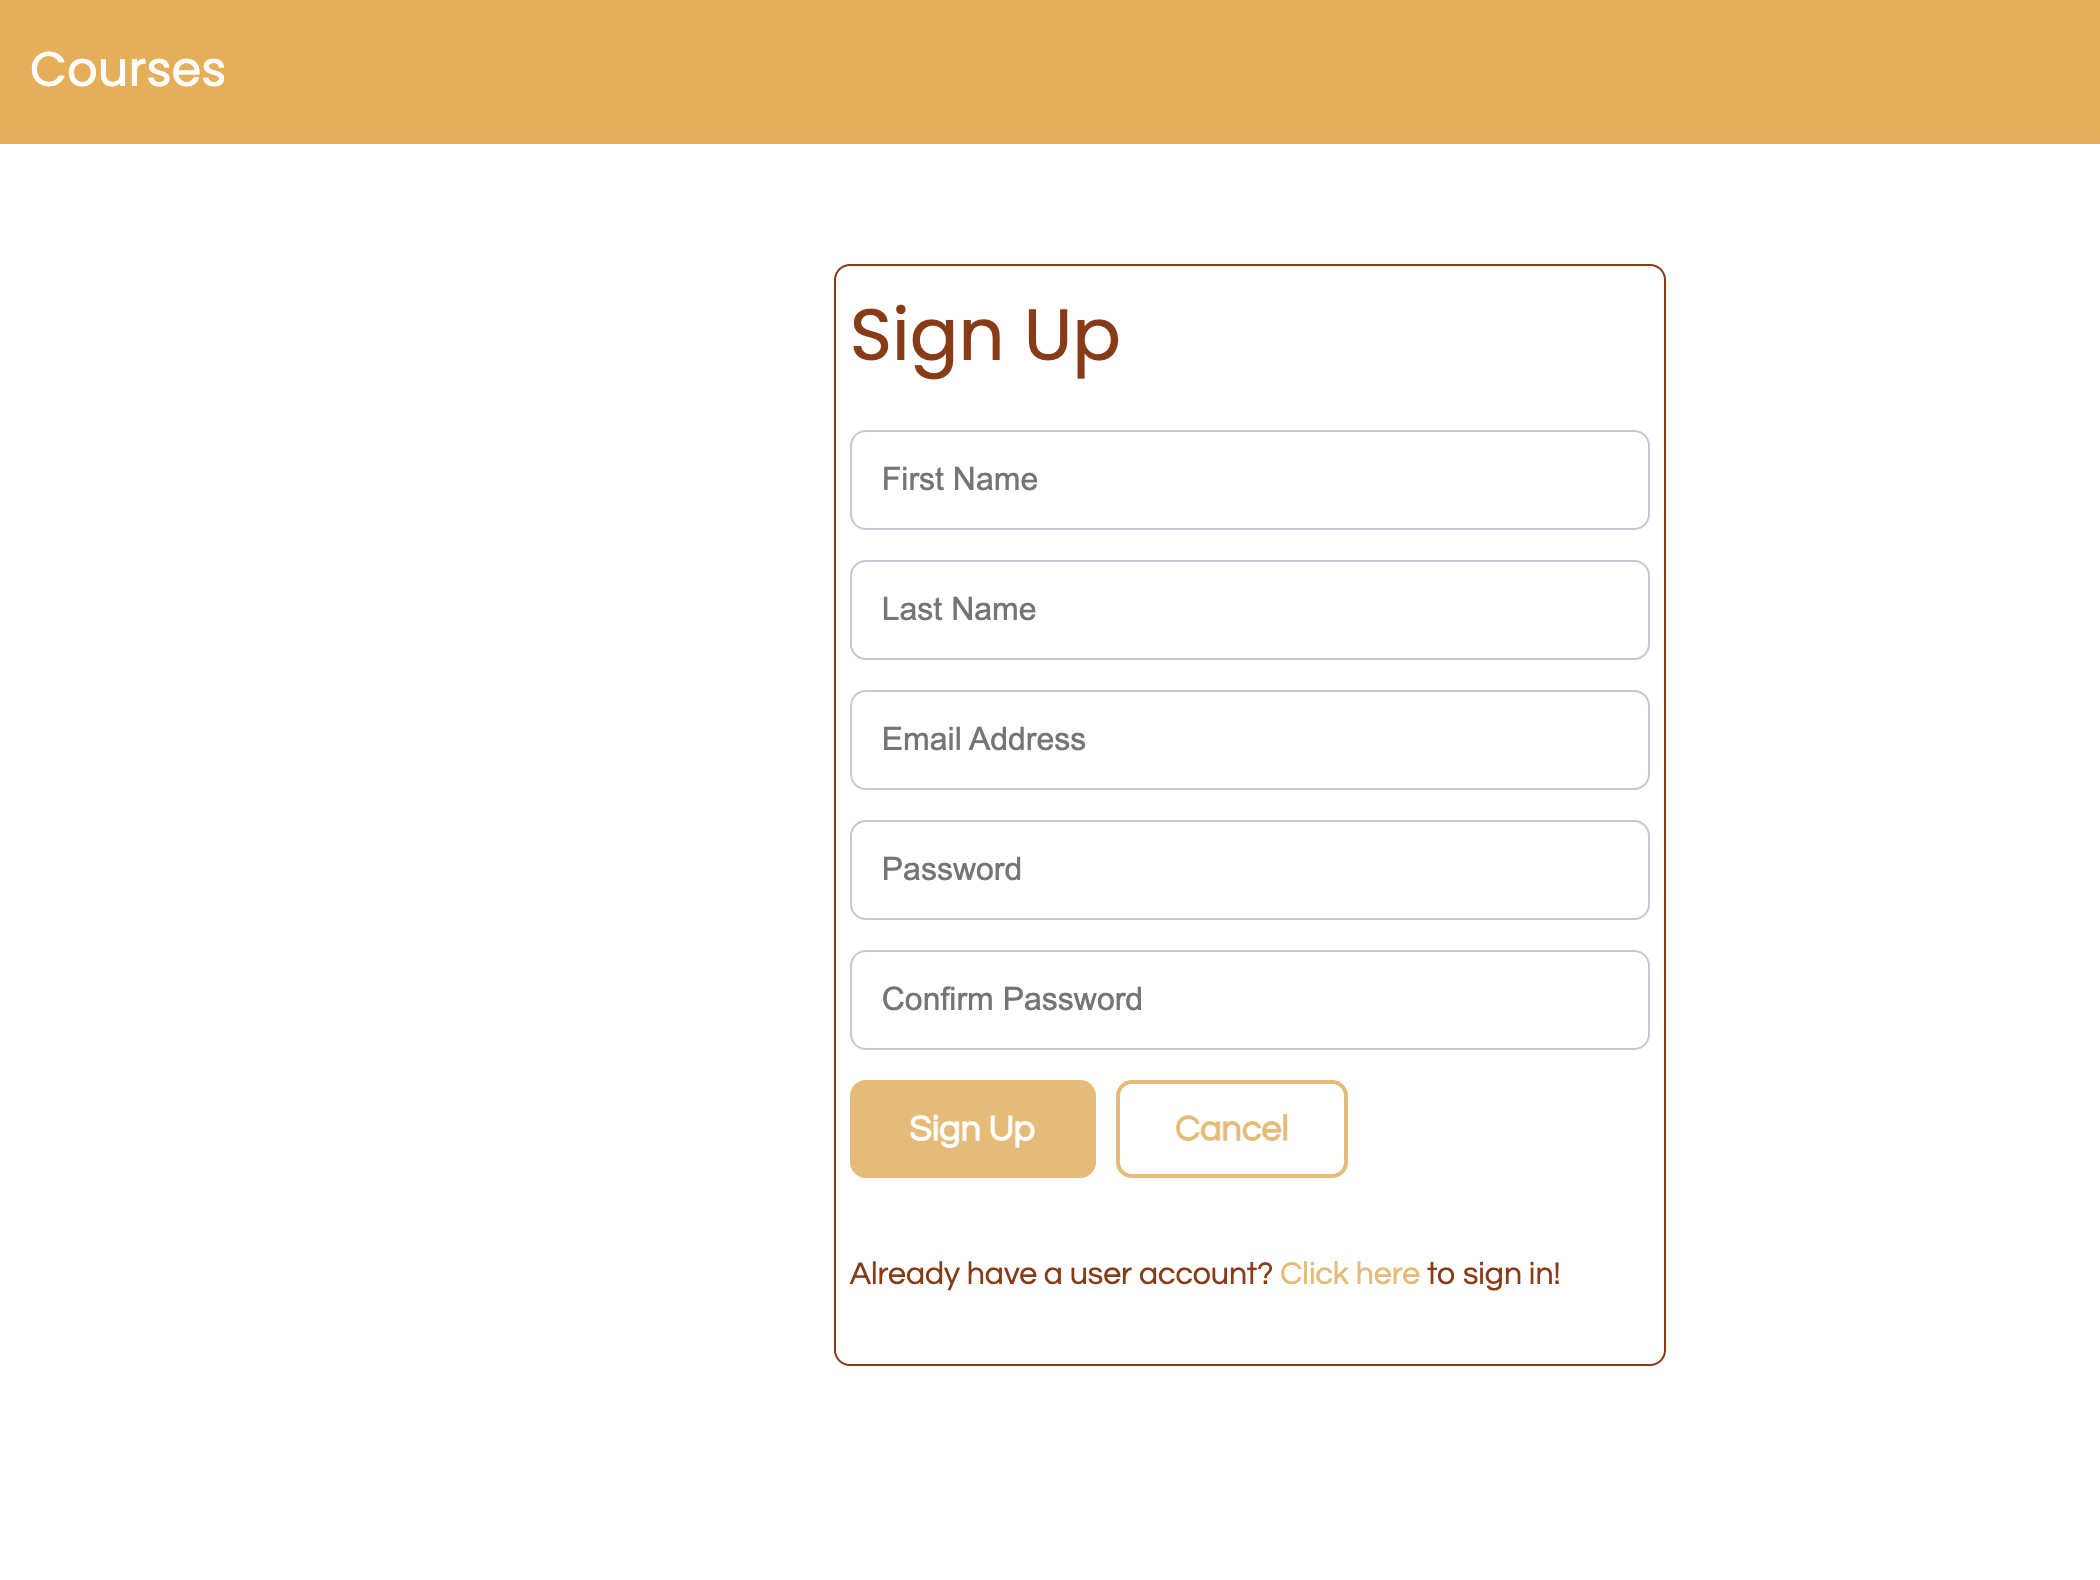 Courses
Sign Up
First Name
Last Name
Email Address
Password
Confirm Password
Sign Up
Cancel
Already have a user account? Click here to sign in!